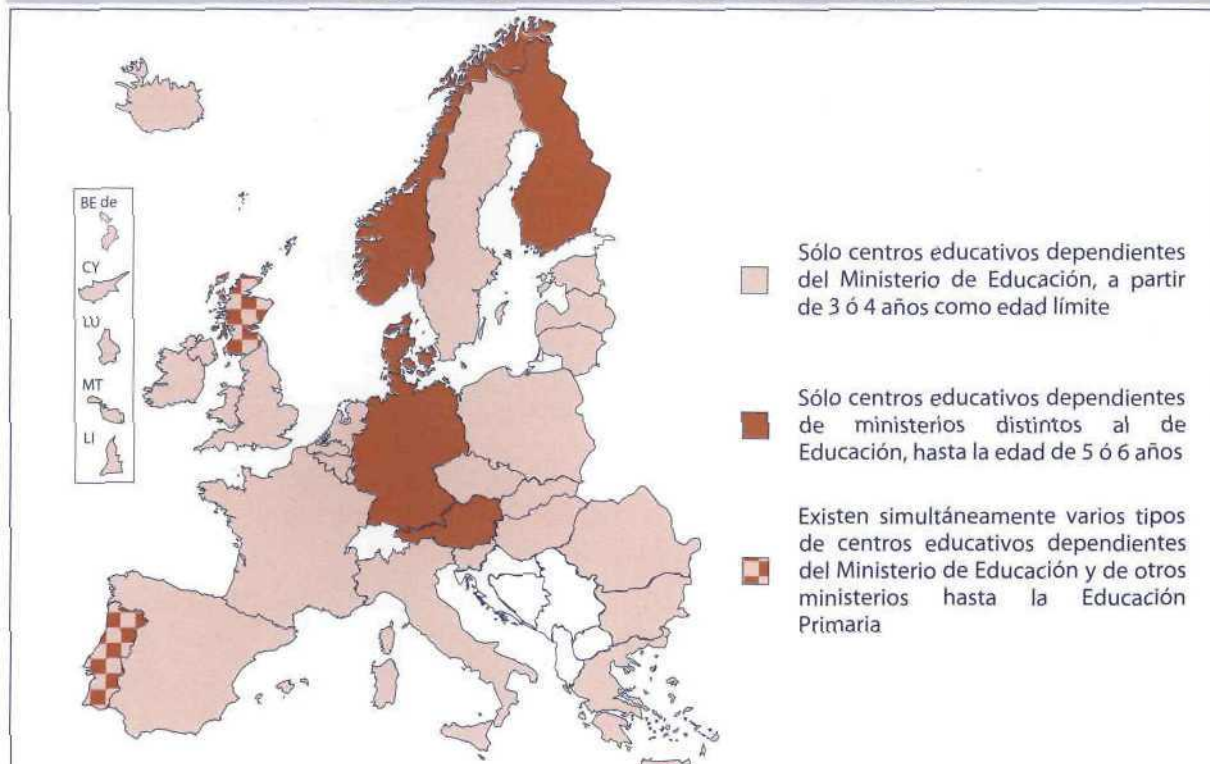 BE de
CY
LU
MT
LI
Sólo centros educativos dependientes
del Ministerio de Educación, a partir
de 3 ó 4 años como edad límite
Sólo centros educativos dependientes
de ministerios distintos al de
Educación, hasta la edad de 5 ó 6 años
Existen simultáneamente varios tipos
de centros educativos dependientes
del Ministerio de Educación y de otros
ministerios hasta la Educación
Primaria